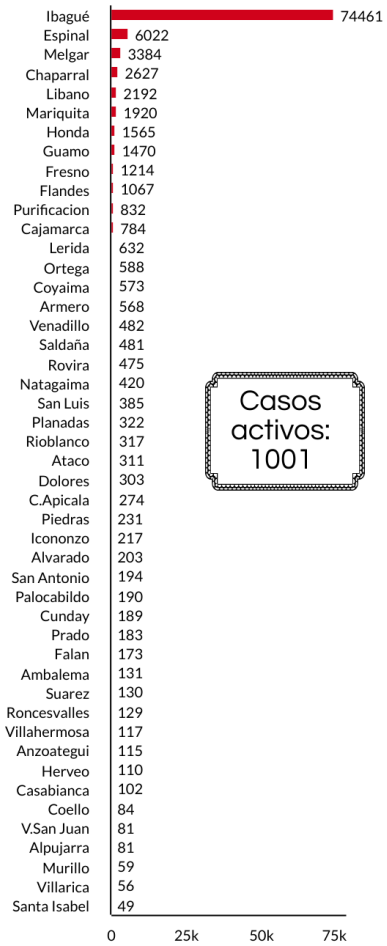 Ibagué 74461
Espinal 6022
Melgar 3384
Chaparral 2627
Libano 2192
Mariquita 1920
Honda 1565
Guamo 1470
Fresno 1214
Flandes 1067
Purificacion 832
Cajamarca 784
Lerida 632
Ortega 588
Coyaima 573
Armero 568
Venadillo 482
Saldaña 481
Rovira 475
Natagaima 420
San Luis 385
Planadas 322
Rioblanco 317
Ataco 311
Dolores 303
C.Apicala 274
Piedras 231
Icononzo 217
Alvarado 203
San Antonio 194
Palocabildo 190
Cunday 189
Prado 183
Falan 173
Ambalema 131
Suarez 130
Roncesvalles 129
Villahermosa 117
Anzoategui 115
Herveo 110
Casabianca 102
Coello 84
V.San Juan 81
Alpujarra 81
Murillo 59
Villarica 56
Santa Isabel 49
0 25k 50k 75k
Casos
activos:
1001